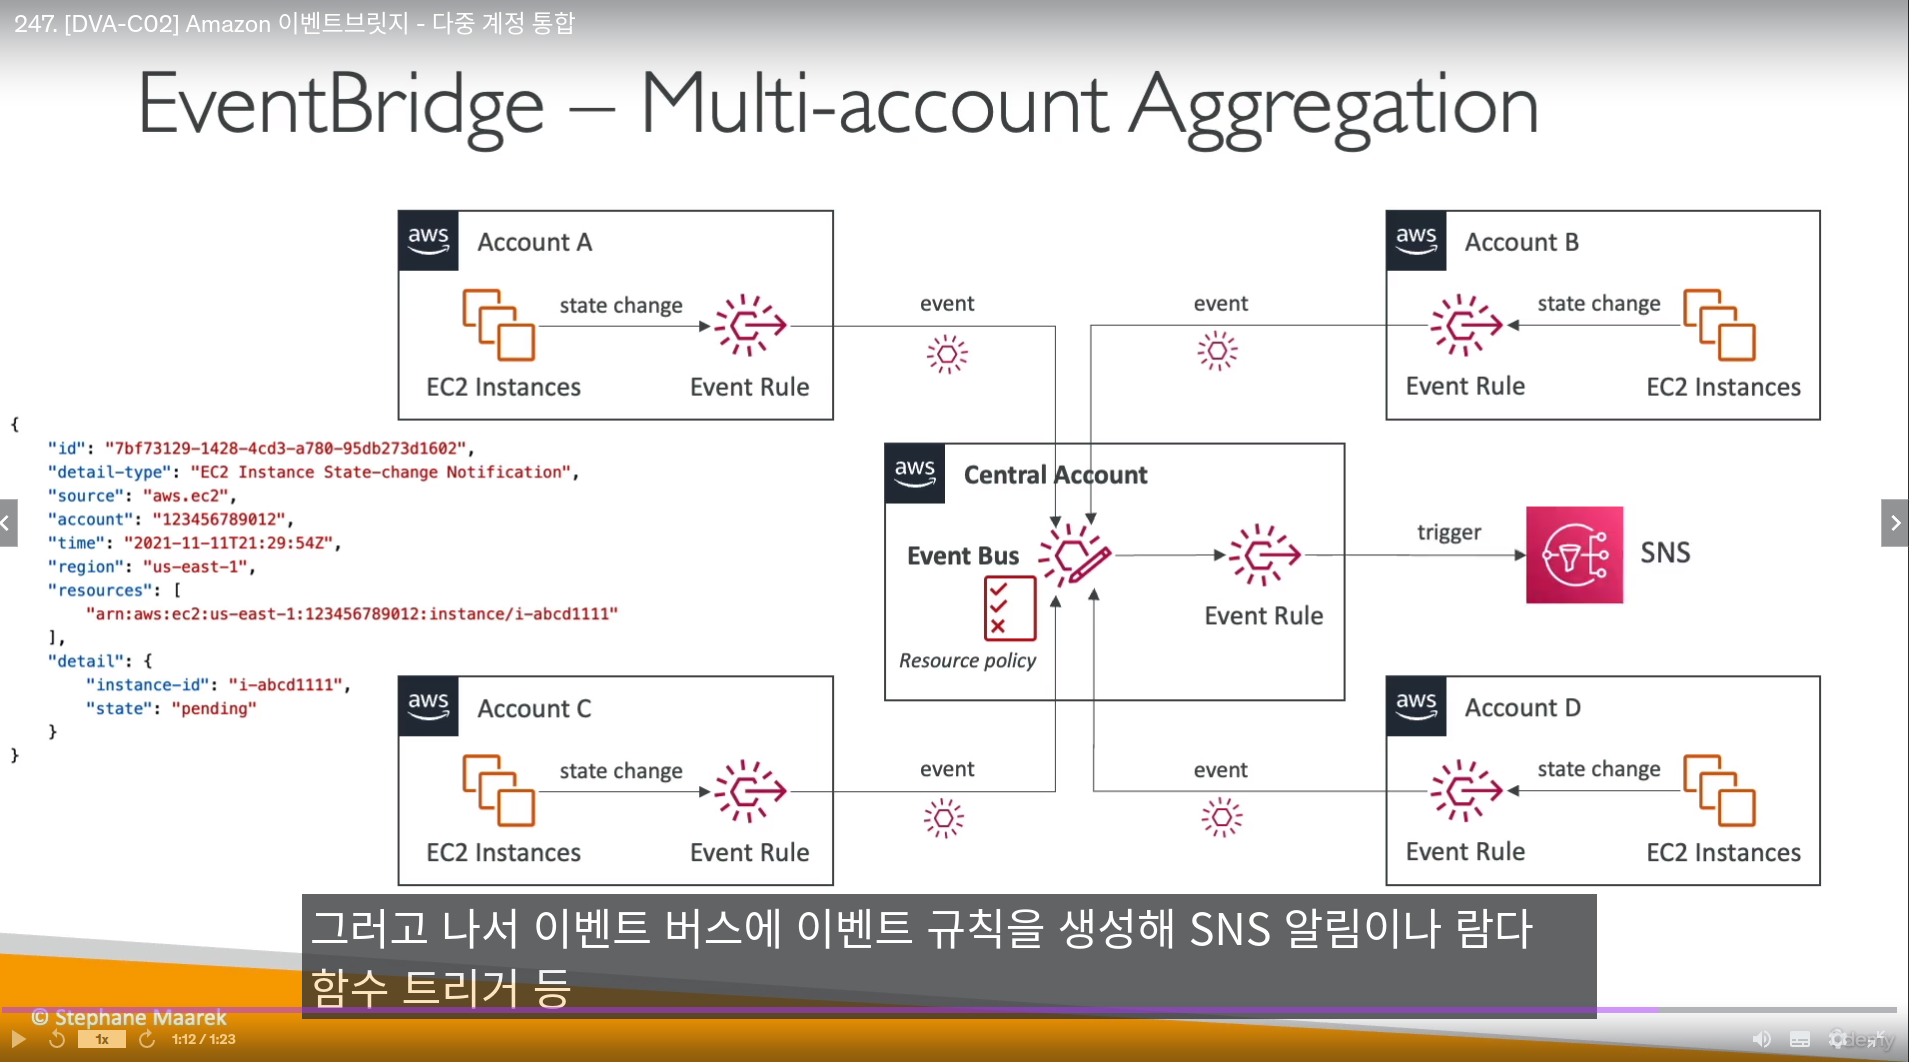 247. [DVA-C02] Amazon 이벤트브릿지 - 다중 계정 통합
EventBridge – Multi-account Aggregation
aws
Account A
state change
EC2 Instances
Event Rule
event
event
aws
Account B
state change
Event Rule
EC2 Instances
{
"id": "7bf73129-1428-4cd3-a780-95db273d1602",
"detail-type": "EC2 Instance State-change Notification",
"source": "aws.ec2",
"account": "123456789012",
"time": "2021-11-11T21:29:54Z",
"region": "us-east-1",
"resources": [
"arn:aws:ec2:us-east-1:123456789012:instance/i-abcd1111"
],
"detail": {
"instance-id": "i-abcd1111",
"state": "pending"
}
}
aws
Central Account
Event Bus
Resource policy
Event Rule
trigger
SNS
aws
Account C
state change
EC2 Instances
Event Rule
event
event
aws
Account D
state change
Event Rule
EC2 Instances
그러고 나서 이벤트 버스에 이벤트 규칙을 생성해 SNS 알림이나 람다
함수 트리거 등
© Stephane Maarek
1x
1:12 / 1:23
Udemy